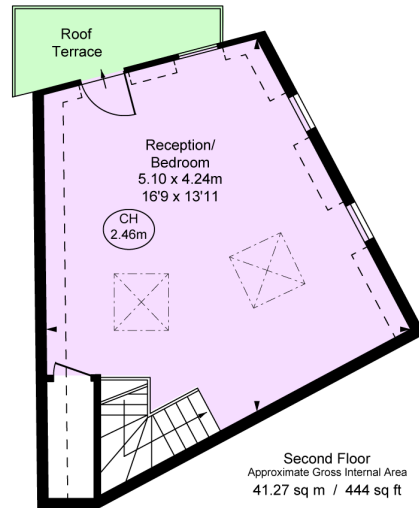 Roof
Terrace
Reception/
Bedroom
5.10 x 4.24m
16'9 x 13'11
CH
2.46m
Second Floor
Approximate Gross Internal Area
41.27 sq m / 444 sq ft